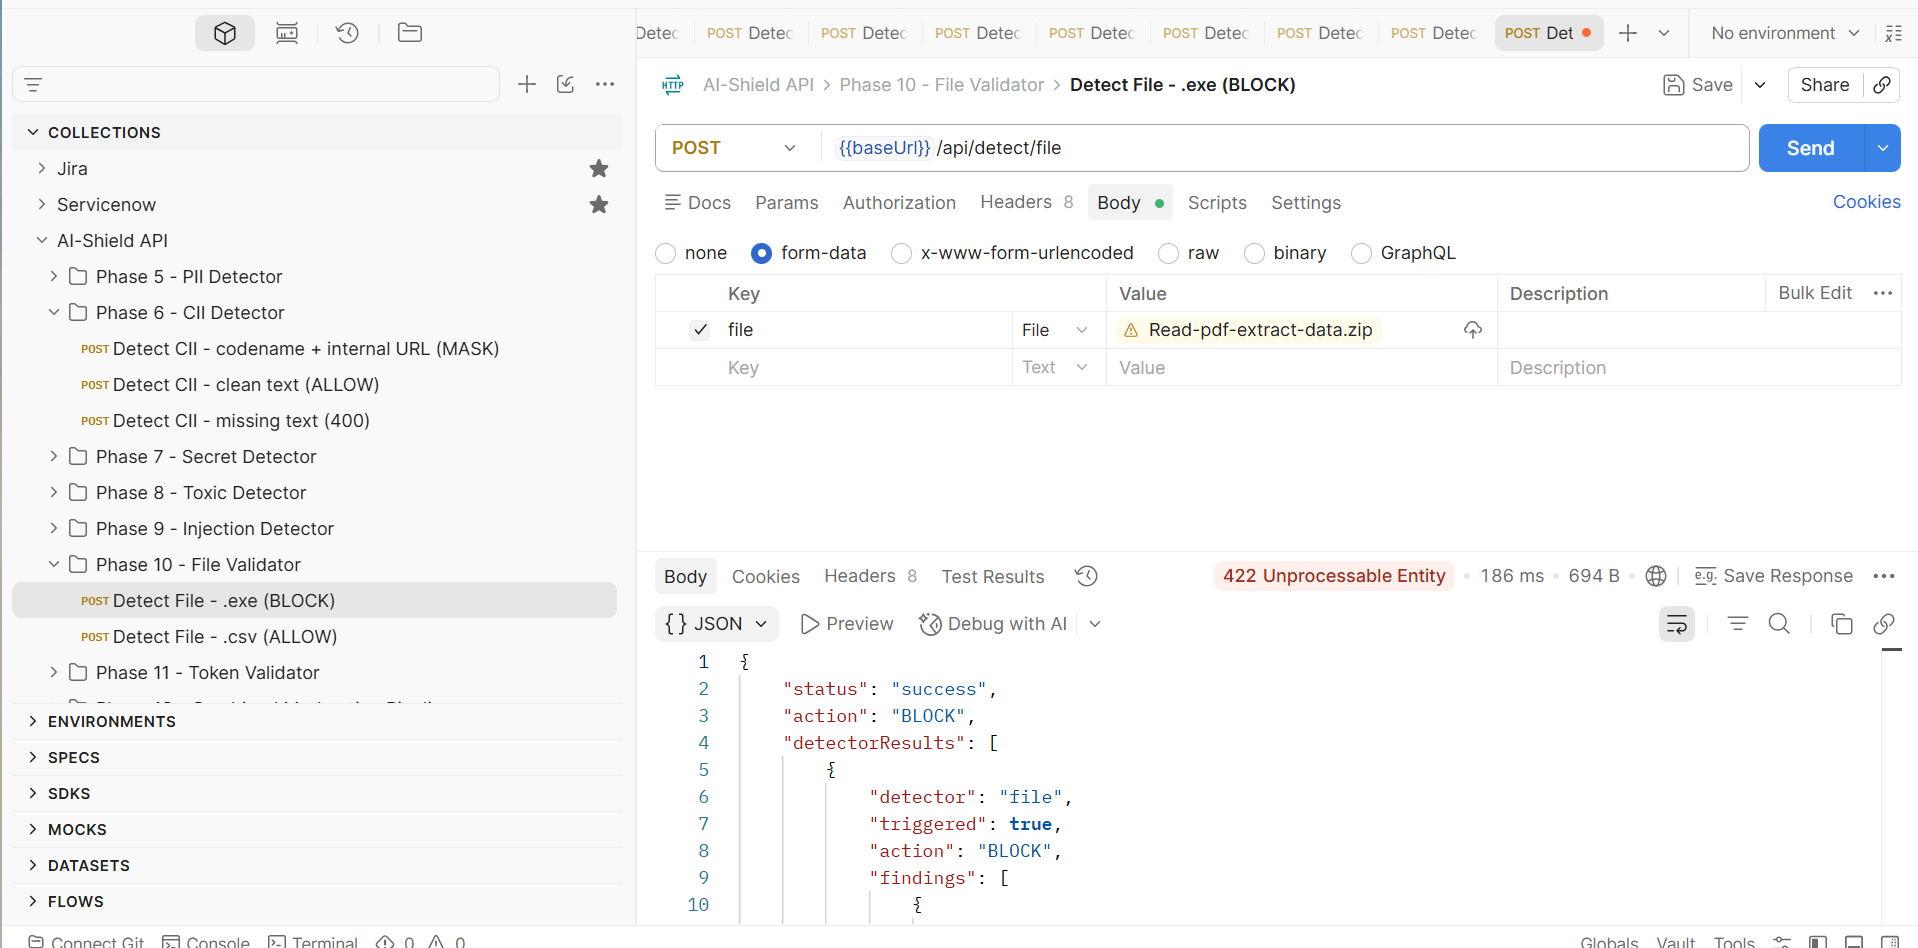 Detec
POST Detec
POST Detec
POST Detec
POST Detec
POST Detec
POST Detec
POST Detec
POST Det
No environment
HTTP AI-Shield API > Phase 10 - File Validator > Detect File - .exe (BLOCK)
Save
Share
COLLECTIONS
Jira
Servicenow
AI-Shield API
Phase 5 - PII Detector
Phase 6 - CII Detector
POST Detect CII - codename + internal URL (MASK)
POST Detect CII - clean text (ALLOW)
POST Detect CII - missing text (400)
Phase 7 - Secret Detector
Phase 8 - Toxic Detector
Phase 9 - Injection Detector
Phase 10 - File Validator
POST Detect File - .exe (BLOCK)
POST Detect File - .csv (ALLOW)
Phase 11 - Token Validator
ENVIRONMENTS
SPECS
SDKS
MOCKS
DATASETS
FLOWS
POST {{baseUrl}} /api/detect/file
Send
Docs Params Authorization Headers 8 Body Scripts Settings
Cookies
none form-data x-www-form-urlencoded raw binary GraphQL
Key Value Description Bulk Edit
file File Read-pdf-extract-data.zip
Key Text Value Description
Body Cookies Headers 8 Test Results
422 Unprocessable Entity 186 ms 694 B e.g. Save Response
{} JSON Preview Debug with AI
1 {
2 "status": "success",
3 "action": "BLOCK",
4 "detectorResults": [
5 {
6 "detector": "file",
7 "triggered": true,
8 "action": "BLOCK",
9 "findings": [
10 {
Connect Git Console Terminal 0 0
Globals Vault Tools